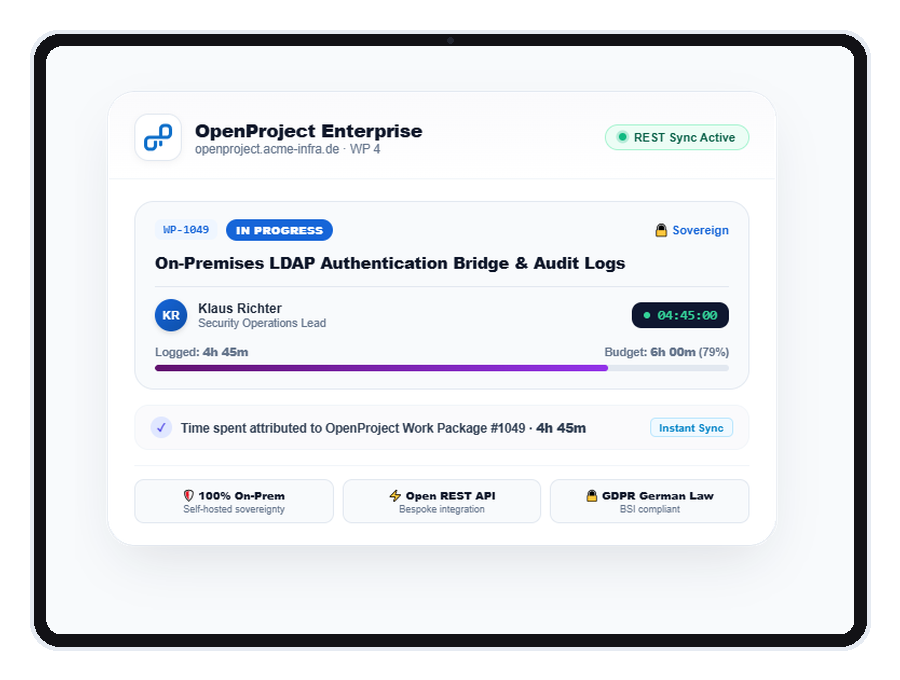 OpenProject Enterprise
openproject.acme-infra.de · WP 4
REST Sync Active
WP-1049
IN PROGRESS
Sovereign
On-Premises LDAP Authentication Bridge & Audit Logs
KR
Klaus Richter
Security Operations Lead
04:45:00
Logged: 4h 45m
Budget: 6h 00m (79%)
Time spent attributed to OpenProject Work Package #1049 · 4h 45m
Instant Sync
100% On-Prem
Self-hosted sovereignty
Open REST API
Bespoke integration
GDPR German Law
BSI compliant